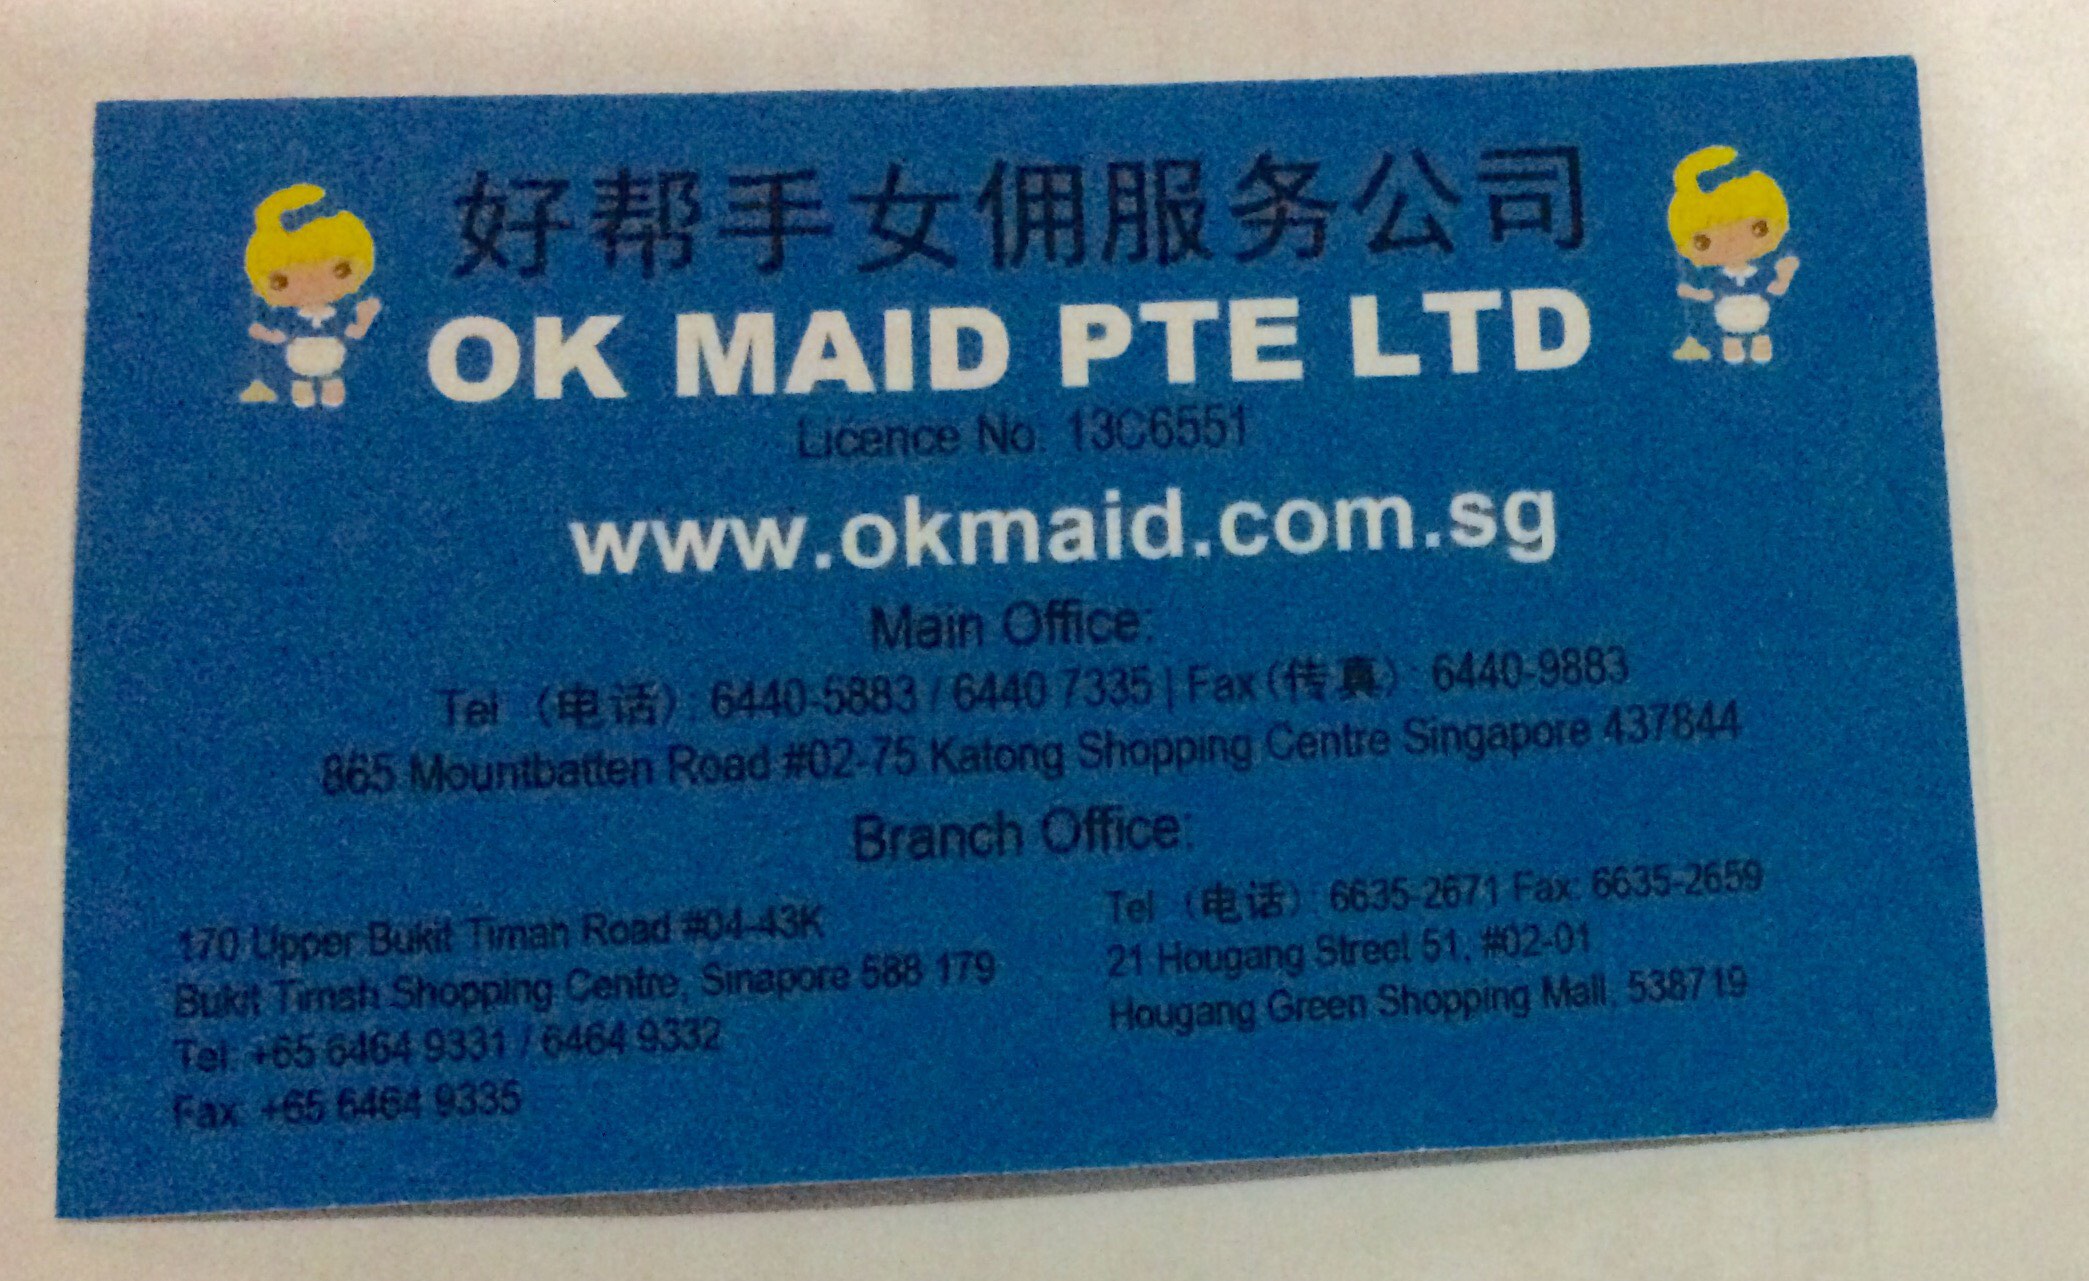 好帮手女佣服务公司
OK MAID PTE LTD
Licence No. 13C6551
www.okmaid.com.sg
Main Office:
Tel (电话): 6440-5883 / 6440 7335 | Fax (传真): 6440-9883
865 Mountbatten Road #02-75 Katong Shopping Centre Singapore 437844
Branch Office:
170 Upper Bukit Timah Road #04-43K
Bukit Timah Shopping Centre, Sinapore 588 179
Tel: +65 6464 9331 / 6464 9332
Fax: +65 6464 9335
Tel (电话): 6635-2671 Fax: 6635-2659
21 Hougang Street 51, #02-01
Hougang Green Shopping Mall, 538719